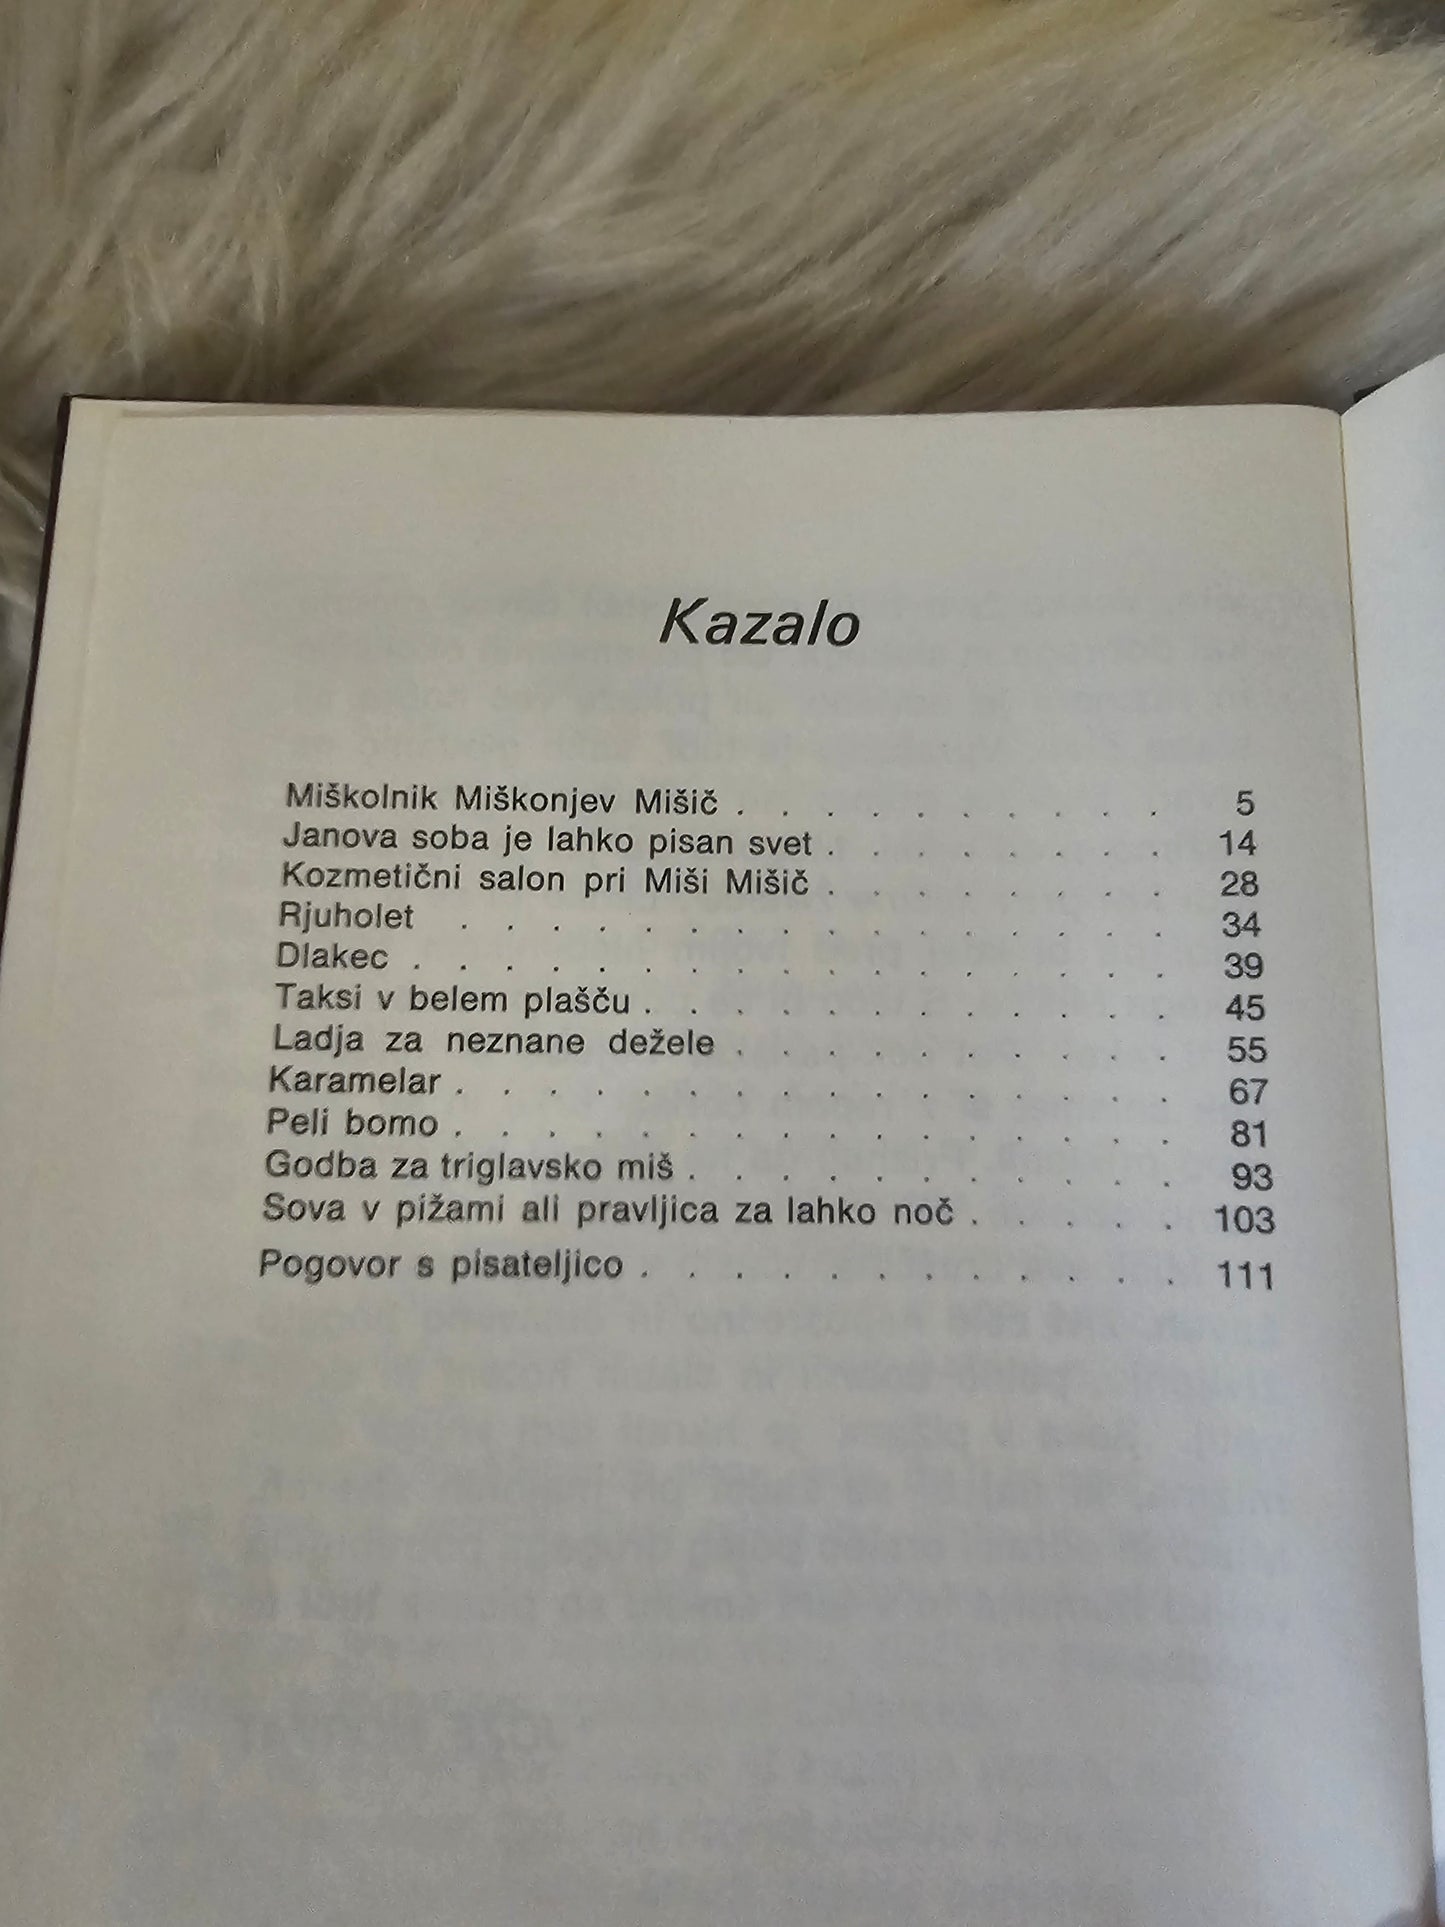 Kazalo
Miškolnik Miškonjev Mišič . . . . . . . . . . 5
Janova soba je lahko pisan svet . . . . . . . . 14
Kozmetični salon pri Miši Mišič . . . . . . . . 28
Rjuholet . . . . . . . . . . . . . . . . 34
Dlakec . . . . . . . . . . . . . . . . . 39
Taksi v belem plašču . . . . . . . . . . . . 45
Ladja za neznane dežele . . . . . . . . . . 55
Karamelar . . . . . . . . . . . . . . . . 67
Peli bomo . . . . . . . . . . . . . . . . 81
Godba za triglavsko miš . . . . . . . . . . . 93
Sova v pižami ali pravljica za lahko noč . . . . . 103
Pogovor s pisateljico . . . . . . . . . . . . 111